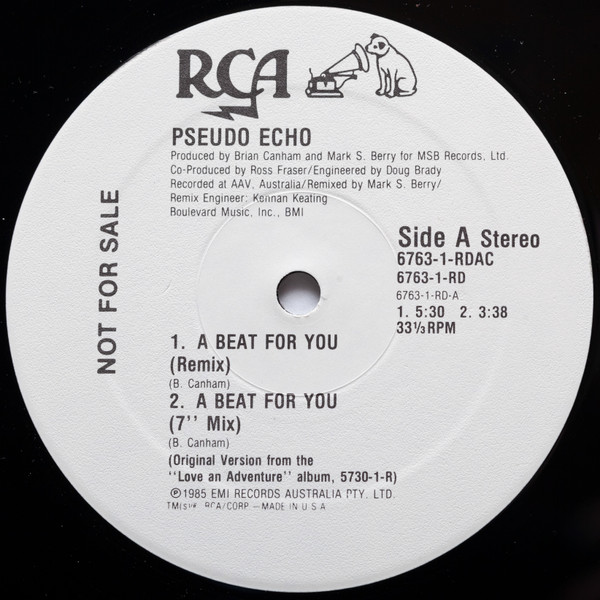 RCA
PSEUDO ECHO
Produced by Brian Canham and Mark S. Berry for MSB Records, Ltd.
Co-Produced by Ross Fraser/Engineered by Doug Brady
Recorded at AAV, Australia/Remixed by Mark S. Berry/
Remix Engineer: Kennan Keating
Boulevard Music, Inc., BMI
NOT FOR SALE
Side A Stereo
6763-1-RDAC
6763-1-RD
6763-1-RD-A
1. 5:30 2. 3:38
33⅓ RPM
1. A BEAT FOR YOU
(Remix)
(B. Canham)
2. A BEAT FOR YOU
(7'' Mix)
(B. Canham)
(Original Version from the
''Love an Adventure'' album, 5730-1-R)
℗1985 EMI RECORDS AUSTRALIA PTY. LTD.
RCA/CORP.—MADE IN U S A